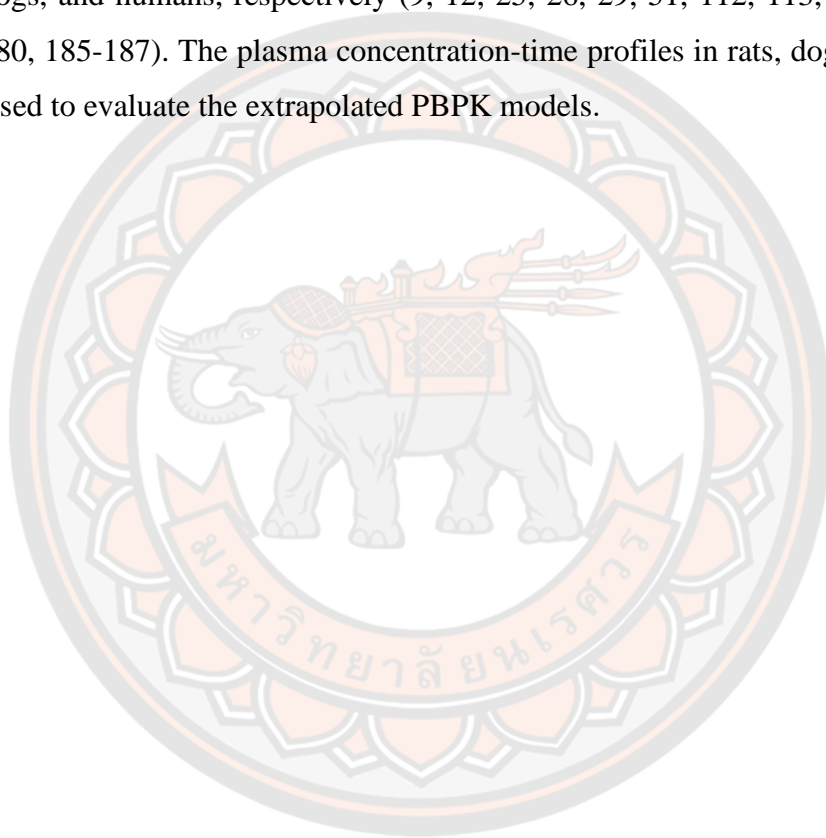 ogs, and humans, respectively (9, 12, 26, 29, 31, 112,
80, 185-187). The plasma concentration-time profiles in rats, dog
sed to evaluate the extrapolated PBPK models.
มหาวิทยาลัยนเรศวร